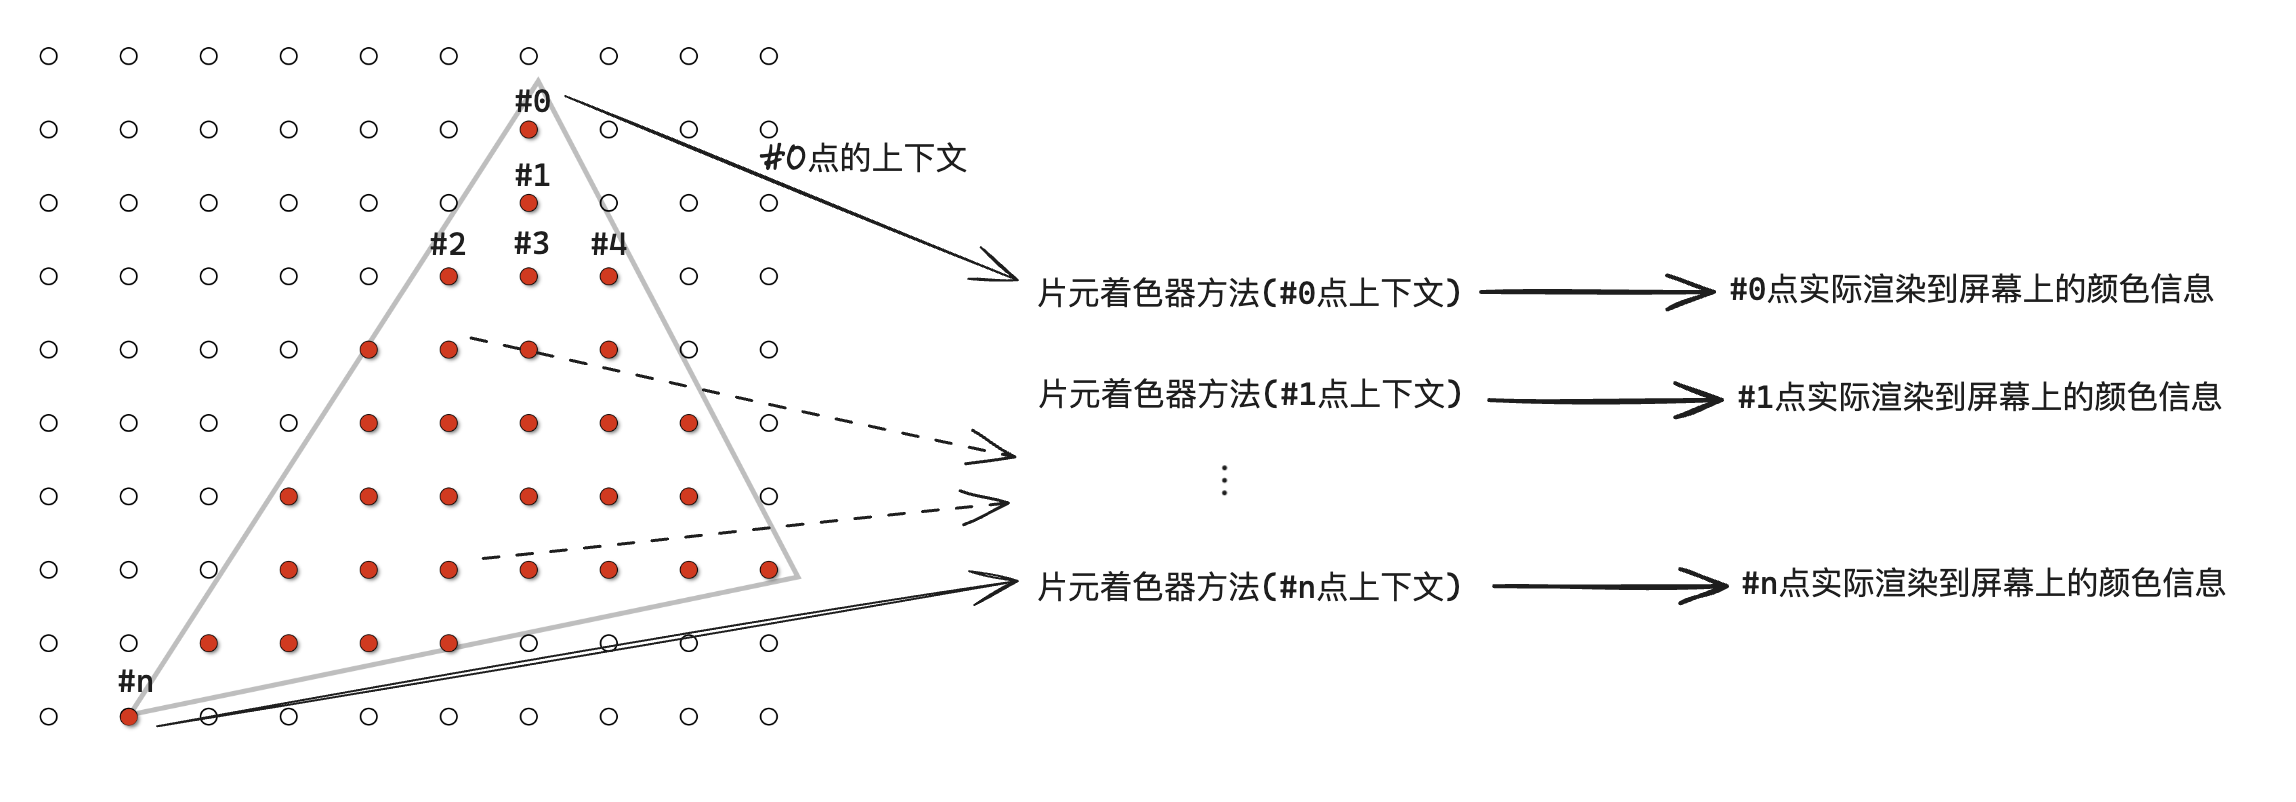 #0
#0点的上下文
#1
#2 #3 #4
片元着色器方法(#0点上下文) #0点实际渲染到屏幕上的颜色信息
片元着色器方法(#1点上下文) #1点实际渲染到屏幕上的颜色信息
⋮
片元着色器方法(#n点上下文) #n点实际渲染到屏幕上的颜色信息
#n